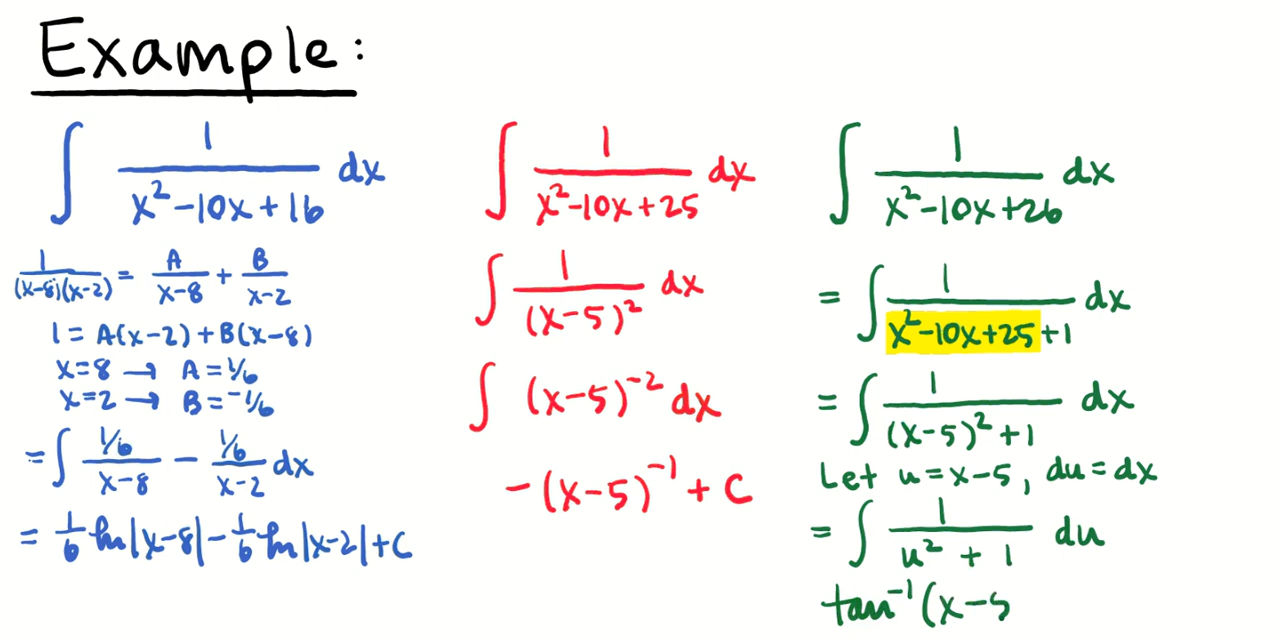 Example:
∫ 1/(x²-10x+16) dx
1/((x-8)(x-2)) = A/(x-8) + B/(x-2)
1 = A(x-2) + B(x-8)
x=8 → A = 1/6
x=2 → B = -1/6
= ∫ (1/6)/(x-8) - (1/6)/(x-2) dx
= 1/6 ln|x-8| - 1/6 ln|x-2| + C
∫ 1/(x²-10x+25) dx
∫ 1/(x-5)² dx
∫ (x-5)⁻² dx
-(x-5)⁻¹ + C
∫ 1/(x²-10x+26) dx
= ∫ 1/(x²-10x+25+1) dx
= ∫ 1/((x-5)²+1) dx
Let u = x-5, du = dx
= ∫ 1/(u² + 1) du
tan⁻¹(x-5